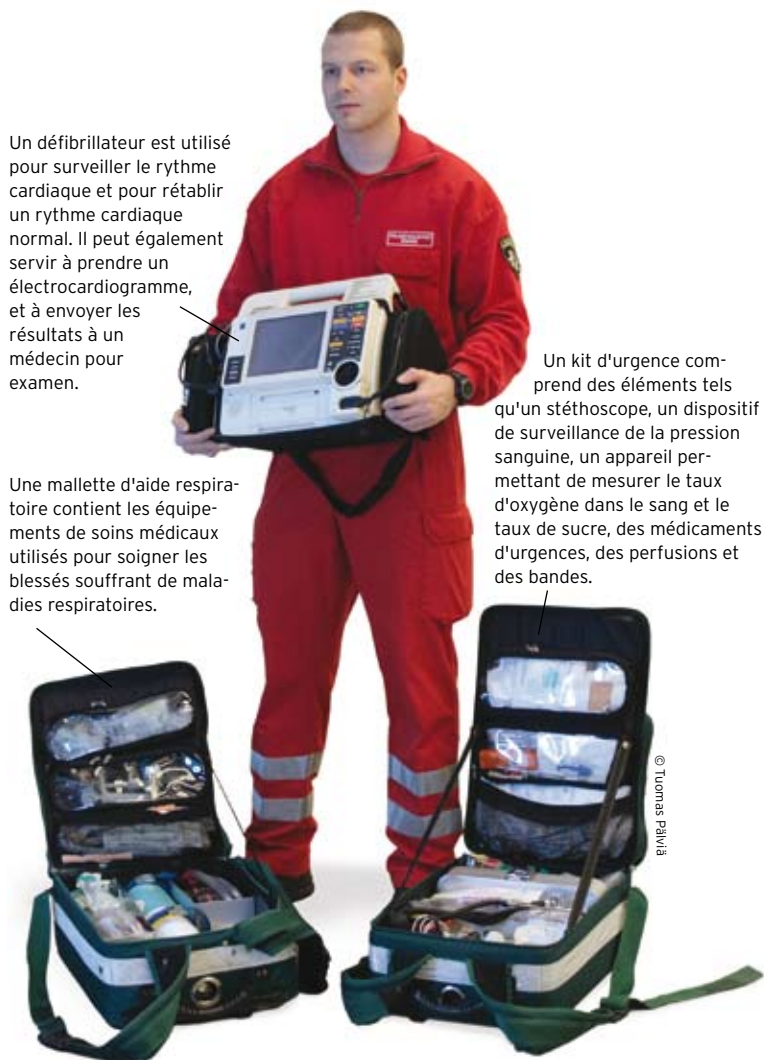 Un défibrillateur est utilisé
pour surveiller le rythme
cardiaque et pour rétablir
un rythme cardiaque
normal. Il peut également
servir à prendre un
électrocardiogramme,
et à envoyer les
résultats à un
médecin pour
examen.
Un kit d'urgence com-
prend des éléments tels
qu'un stéthoscope, un dispositif
de surveillance de la pression
sanguine, un appareil per-
mettant de mesurer le taux
d'oxygène dans le sang et le
taux de sucre, des médicaments
d'urgences, des perfusions et
des bandes.
Une mallette d'aide respira-
toire contient les équipe-
ments de soins médicaux
utilisés pour soigner les
blessés souffrant de mala-
dies respiratoires.
© Tuomas Pälviä